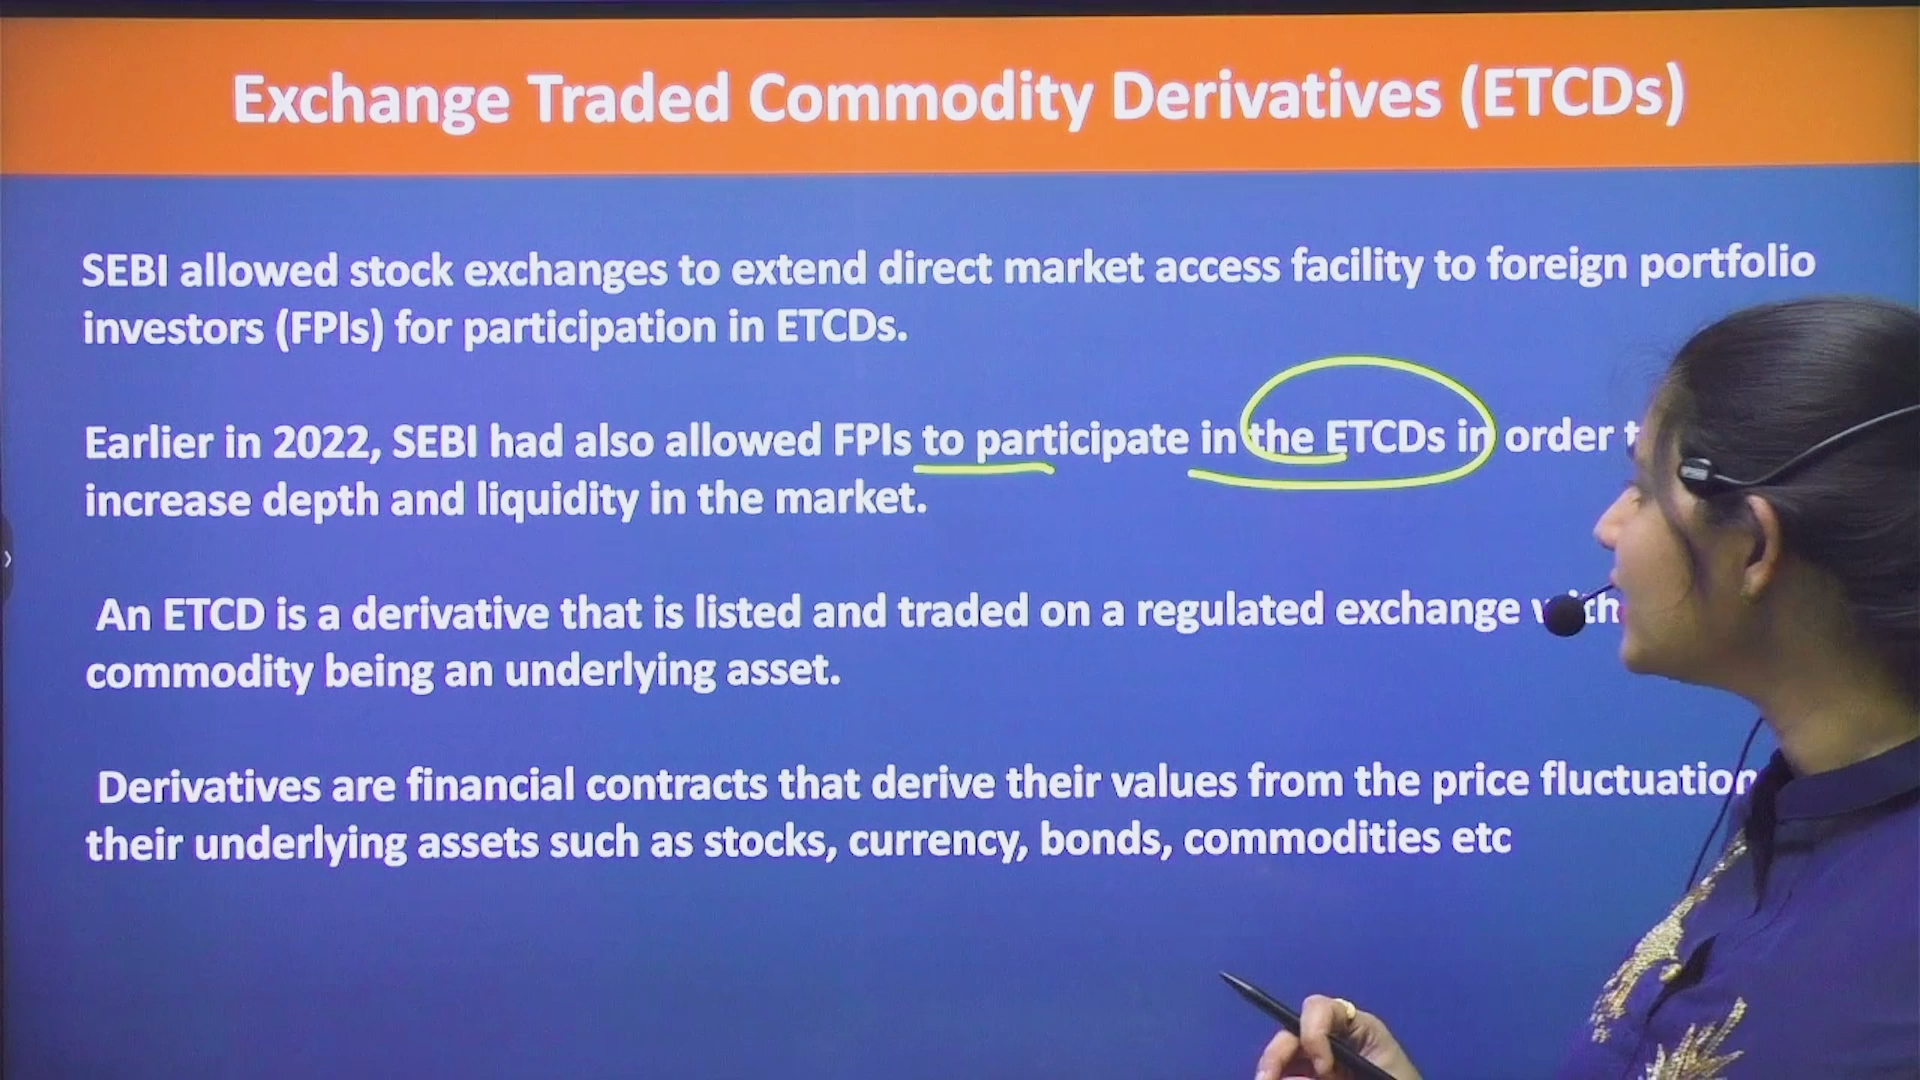 Exchange Traded Commodity Derivatives (ETCDs)
SEBI allowed stock exchanges to extend direct market access facility to foreign portfolio
investors (FPIs) for participation in ETCDs.
Earlier in 2022, SEBI had also allowed FPIs to participate in the ETCDs in order
increase depth and liquidity in the market.
An ETCD is a derivative that is listed and traded on a regulated exchange
commodity being an underlying asset.
Derivatives are financial contracts that derive their values from the price
their underlying assets such as stocks, currency, bonds, commodities etc